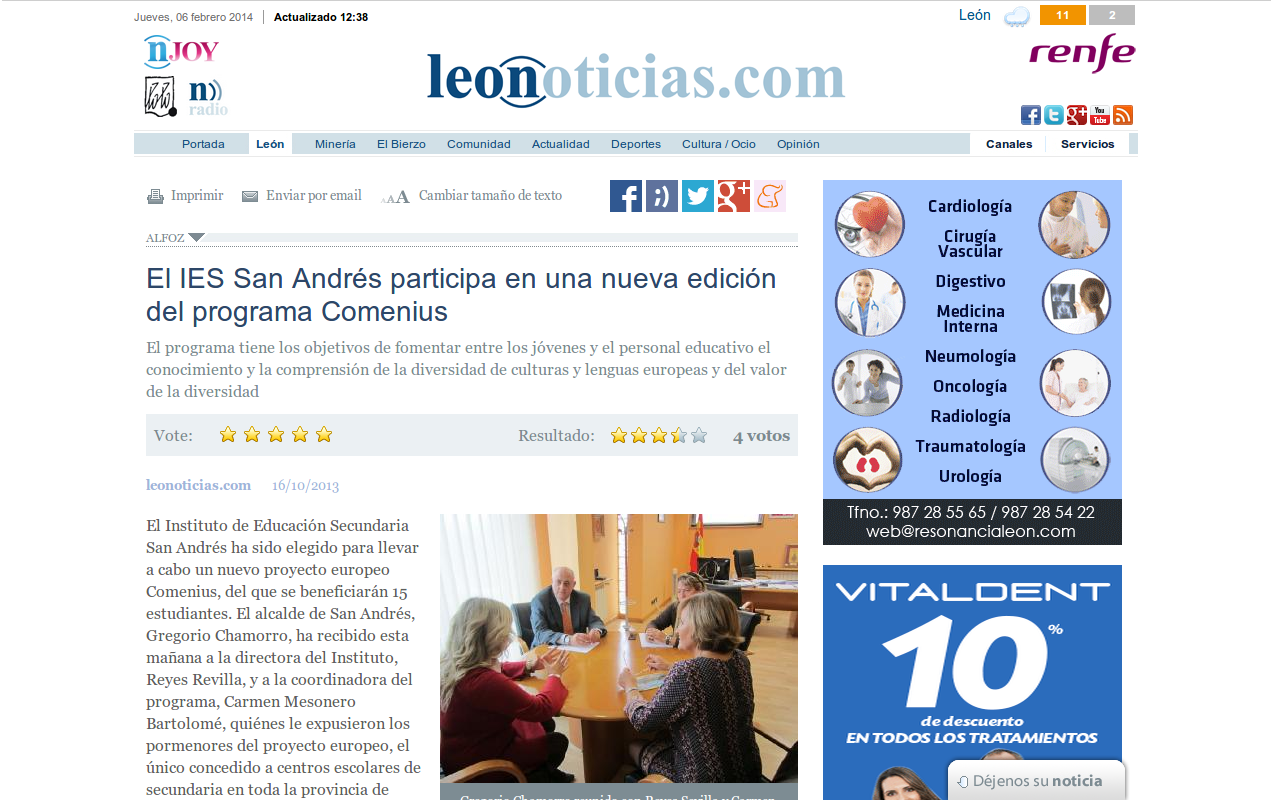 Jueves, 06 febrero 2014 Actualizado 12:38
León 11 2
nJOY
n))
radio
leonoticias.com
renfe
You
Tube
Portada León Minería El Bierzo Comunidad Actualidad Deportes Cultura / Ocio Opinión Canales Servicios
Imprimir Enviar por email AAA Cambiar tamaño de texto
ALFOZ
El IES San Andrés participa en una nueva edición
del programa Comenius
El programa tiene los objetivos de fomentar entre los jóvenes y el personal educativo el
conocimiento y la comprensión de la diversidad de culturas y lenguas europeas y del valor
de la diversidad
Vote: Resultado: 4 votos
leonoticias.com 16/10/2013
El Instituto de Educación Secundaria
San Andrés ha sido elegido para llevar
a cabo un nuevo proyecto europeo
Comenius, del que se beneficiarán 15
estudiantes. El alcalde de San Andrés,
Gregorio Chamorro, ha recibido esta
mañana a la directora del Instituto,
Reyes Revilla, y a la coordinadora del
programa, Carmen Mesonero
Bartolomé, quiénes le expusieron los
pormenores del proyecto europeo, el
único concedido a centros escolares de
secundaria en toda la provincia de
Gregorio Chamorro reunido con Reyes Sevilla y Carmen
Cardiología
Cirugía
Vascular
Digestivo
Medicina
Interna
Neumología
Oncología
Radiología
Traumatología
Urología
Tfno.: 987 28 55 65 / 987 28 54 22
web@resonancialeon.com
VITALDENT
10%
de descuento
EN TODOS LOS TRATAMIENTOS
Déjenos su noticia